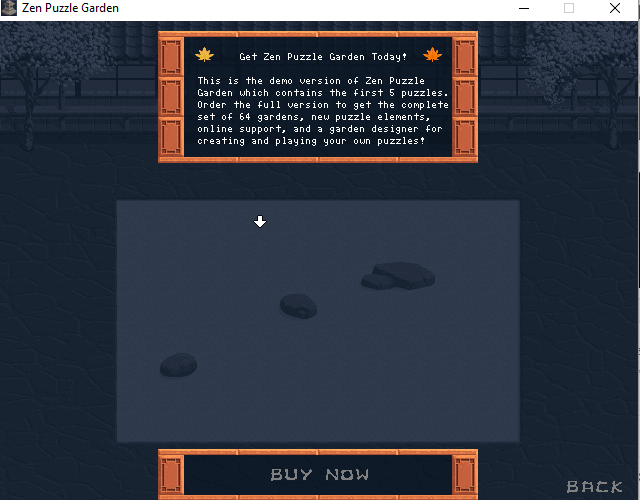 Zen Puzzle Garden
Get Zen Puzzle Garden Today!
This is the demo version of Zen Puzzle
Garden which contains the first 5 puzzles.
Order the full version to get the complete
set of 64 gardens, new puzzle elements,
online support, and a garden designer for
creating and playing your own puzzles!
BUY NOW
BACK